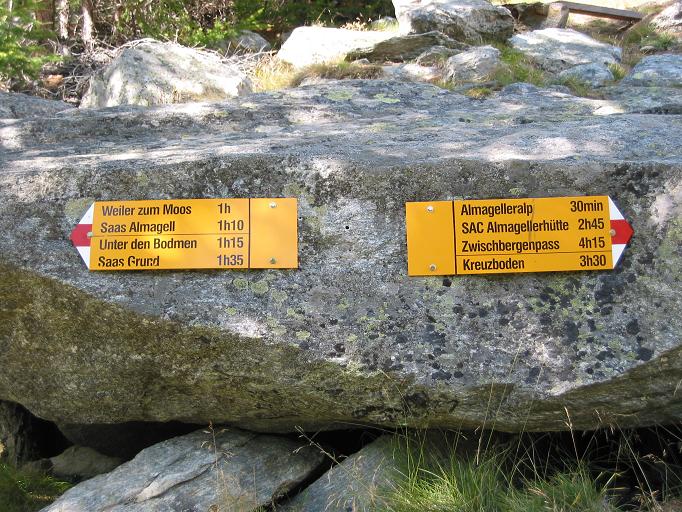 Weiler zum Moos 1h
Saas Almagell 1h10
Unter den Bodmen 1h15
Saas Grund 1h35
Almagelleralp 30min
SAC Almagellerhütte 2h45
Zwischbergenpass 4h15
Kreuzboden 3h30